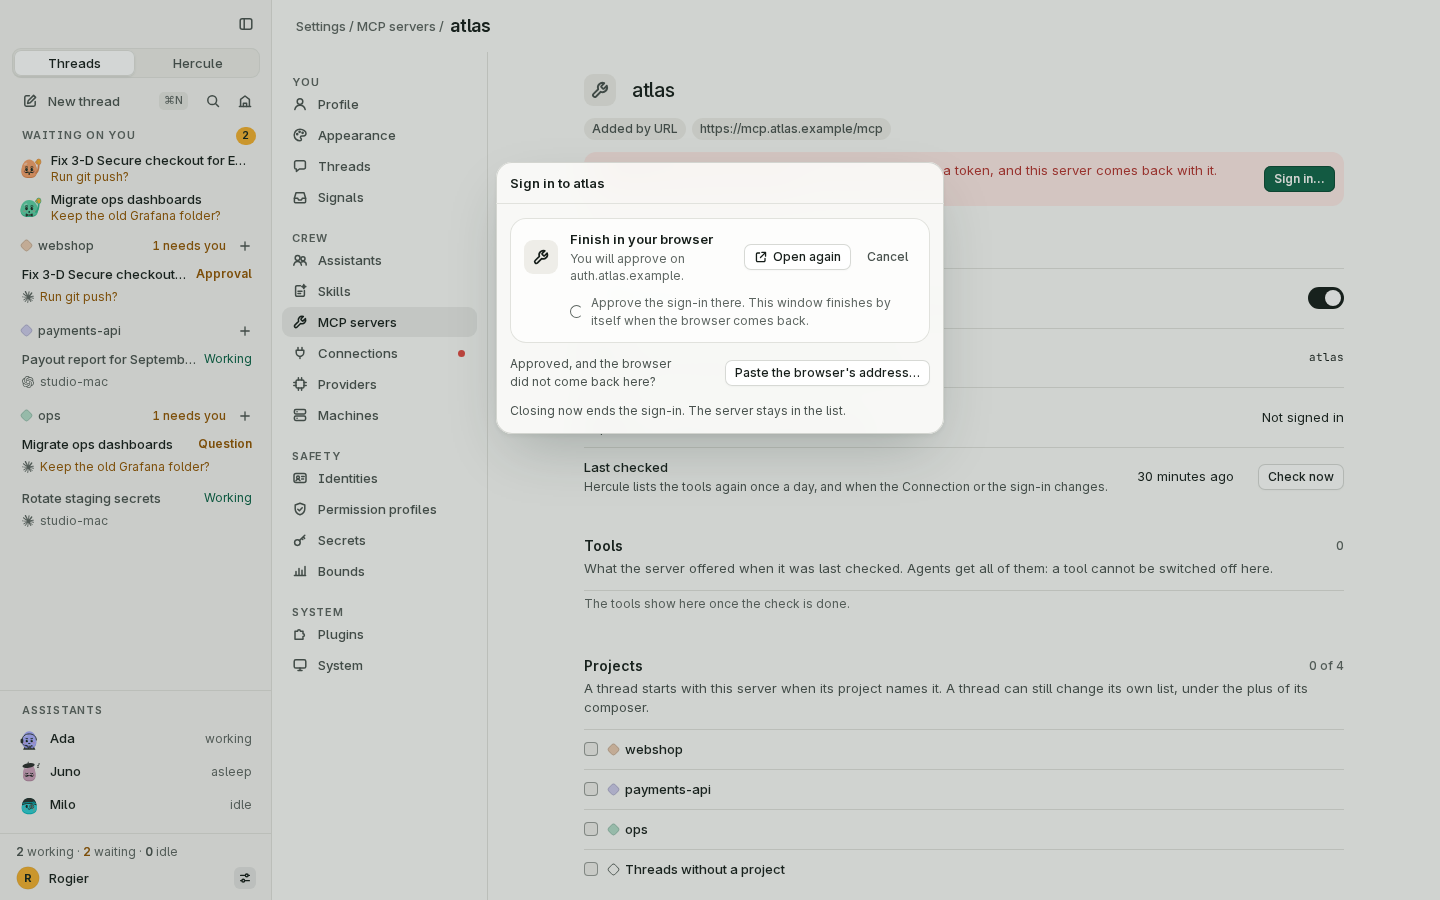 Threads
Hercule
New thread
⌘N
WAITING ON YOU
2
Fix 3-D Secure checkout for E…
Run git push?
Migrate ops dashboards
Keep the old Grafana folder?
webshop
1 needs you
Fix 3-D Secure checkout…
Approval
Run git push?
payments-api
Payout report for Septemb…
Working
studio-mac
ops
1 needs you
Migrate ops dashboards
Question
Keep the old Grafana folder?
Rotate staging secrets
Working
studio-mac
ASSISTANTS
Ada
working
Juno
asleep
Milo
idle
2 working · 2 waiting · 0 idle
R
Rogier
Settings / MCP servers / atlas
YOU
Profile
Appearance
Threads
Signals
CREW
Assistants
Skills
MCP servers
Connections
Providers
Machines
SAFETY
Identities
Permission profiles
Secrets
Bounds
SYSTEM
Plugins
System
atlas
Added by URL
https://mcp.atlas.example/mcp
a token, and this server comes back with it.
Sign in…
Sign in to atlas
Finish in your browser
You will approve on
auth.atlas.example.
Open again
Cancel
Approve the sign-in there. This window finishes by
itself when the browser comes back.
Approved, and the browser
did not come back here?
Paste the browser's address…
Closing now ends the sign-in. The server stays in the list.
atlas
Not signed in
Last checked
Hercule lists the tools again once a day, and when the Connection or the sign-in changes.
30 minutes ago
Check now
Tools
0
What the server offered when it was last checked. Agents get all of them: a tool cannot be switched off here.
The tools show here once the check is done.
Projects
0 of 4
A thread starts with this server when its project names it. A thread can still change its own list, under the plus of its
composer.
webshop
payments-api
ops
Threads without a project